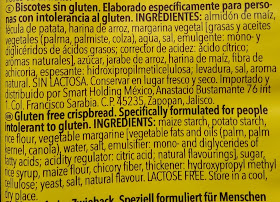 Biscotes sin gluten. Elaborado específicamente para perso-
nas con intolerancia al gluten. INGREDIENTES: almidón de maíz,
fécula de patata, harina de arroz, margarina vegetal [grasas y aceites
vegetales (palma, palmiste, colza), agua, sal, emulgente: mono- y
diglicéridos de ácidos grasos; corrector de acidez: ácido cítrico;
aromas naturales], azúcar, jarabe de arroz, harina de maíz, fibra de
achicoria, espesante: hidroxipropilmetilcelulosa; levadura, sal, aroma
natural. SIN LACTOSA. Conservar en lugar fresco y seco. Importado y
distribuido por Smart Holding México, Anastacio Bustamante 76 int
Col. Francisco Sarabia. C.P 45235, Zapopan, Jalisco.
Gluten free crispbread. Specifically formulated for people
intolerant to gluten. INGREDIENTS: maize starch, potato starch,
rice flour, vegetable margarine [vegetable fats and oils (palm, palm
kernel, canola), water, salt, emulsifier: mono- and diglycerides of
fatty acids; acidity regulator: citric acid; natural flavourings], sugar,
rice syrup, maize flour, chicory fiber, thickener: hydroxypropyl methyl
cellulose; yeast, salt, natural flavour. LACTOSE FREE. Store in a cool,
dry place.
Zwieback. Speziell formuliert für Menschen